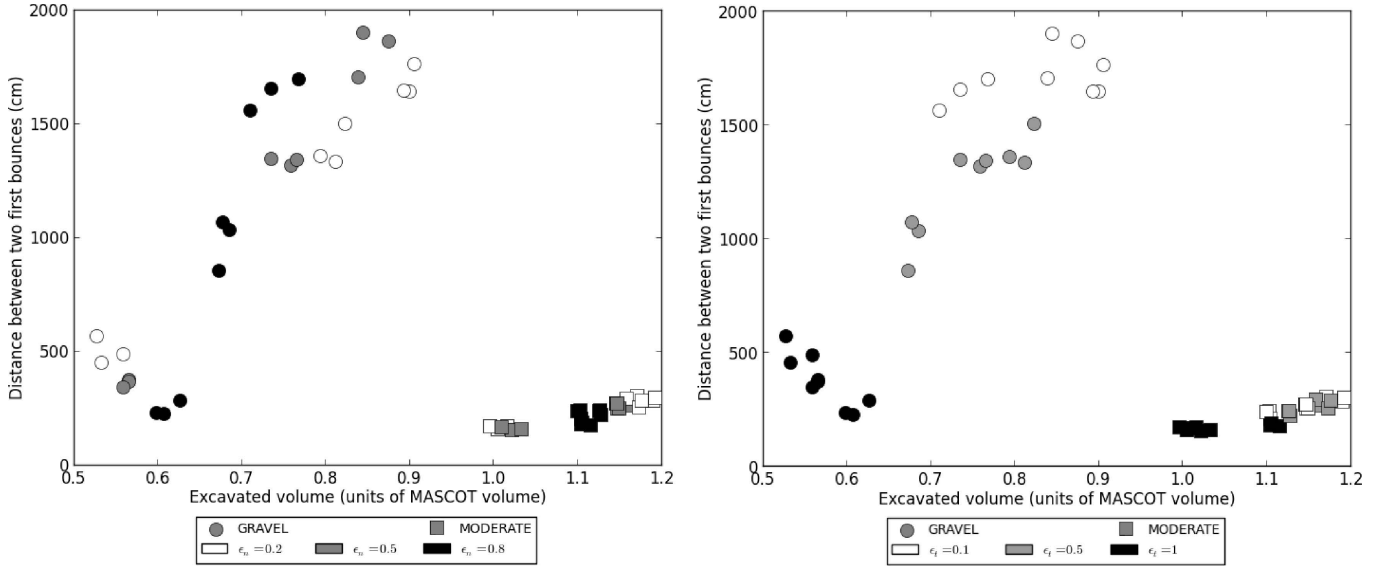 2000
1500
1000
500
0
Distance between two first bounces (cm)
0.5 0.6 0.7 0.8 0.9 1.0 1.1 1.2
Excavated volume (units of MASCOT volume)
GRAVEL MODERATE
ϵₙ =0.2 ϵₙ =0.5 ϵₙ =0.8
2000
1500
1000
500
0
Distance between two first bounces (cm)
0.5 0.6 0.7 0.8 0.9 1.0 1.1 1.2
Excavated volume (units of MASCOT volume)
GRAVEL MODERATE
ϵₜ =0.1 ϵₜ =0.5 ϵₜ =1